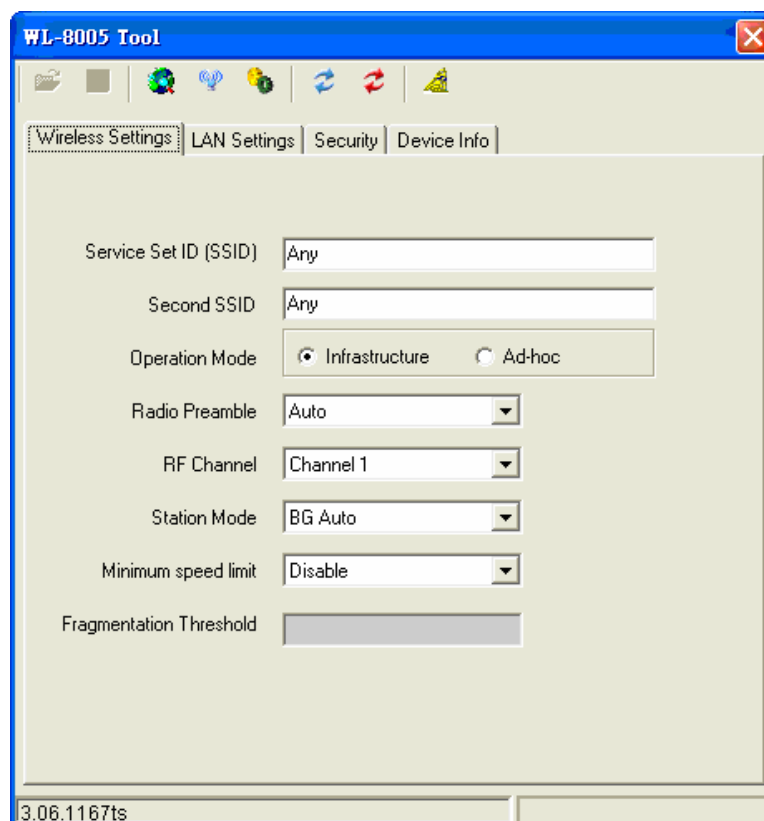 WL-8005 Tool
Wireless Settings LAN Settings Security Device Info
Service Set ID (SSID) Any
Second SSID Any
Operation Mode Infrastructure Ad-hoc
Radio Preamble Auto
RF Channel Channel 1
Station Mode BG Auto
Minimum speed limit Disable
Fragmentation Threshold
3.06.1167ts